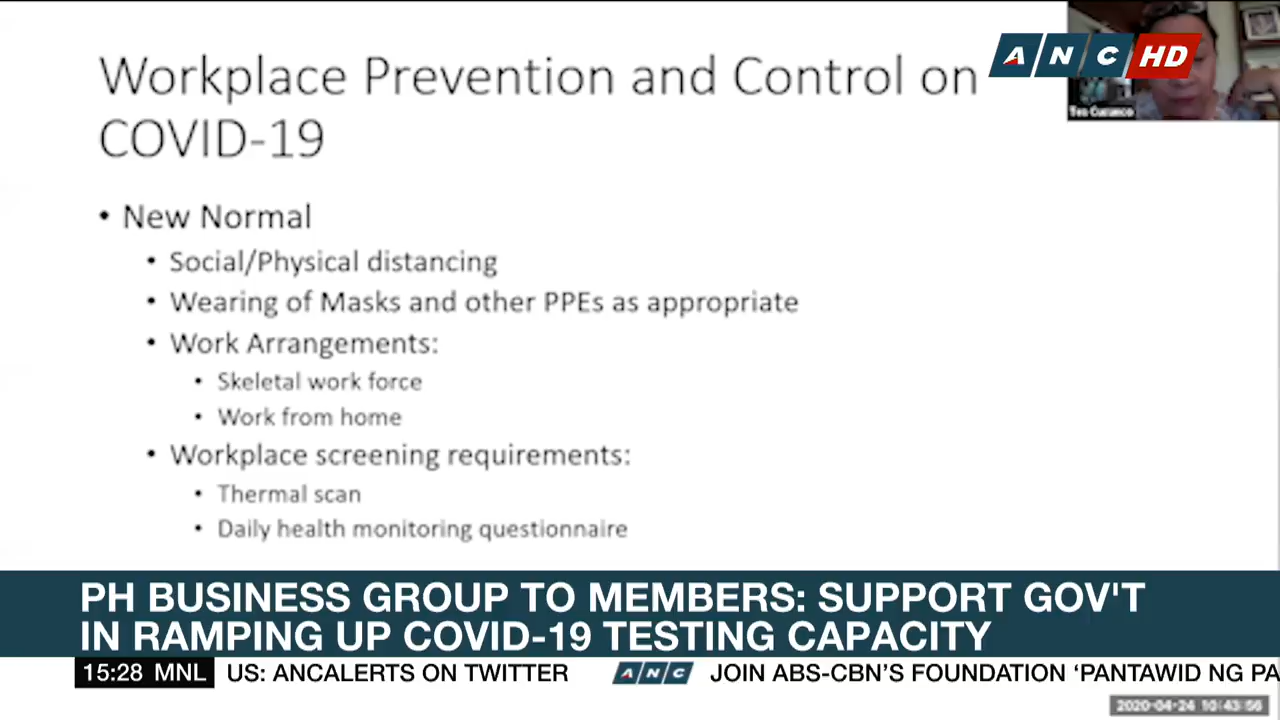 Workplace Prevention and Control on
COVID-19
ANC HD
• New Normal
• Social/Physical distancing
• Wearing of Masks and other PPEs as appropriate
• Work Arrangements:
• Skeletal work force
• Work from home
• Workplace screening requirements:
• Thermal scan
• Daily health monitoring questionnaire
PH BUSINESS GROUP TO MEMBERS: SUPPORT GOV'T
IN RAMPING UP COVID-19 TESTING CAPACITY
15:28 MNL US: ANCALERTS ON TWITTER ANC JOIN ABS-CBN’S FOUNDATION ‘PANTAWID NG PA
2020-04-24 10:43:56